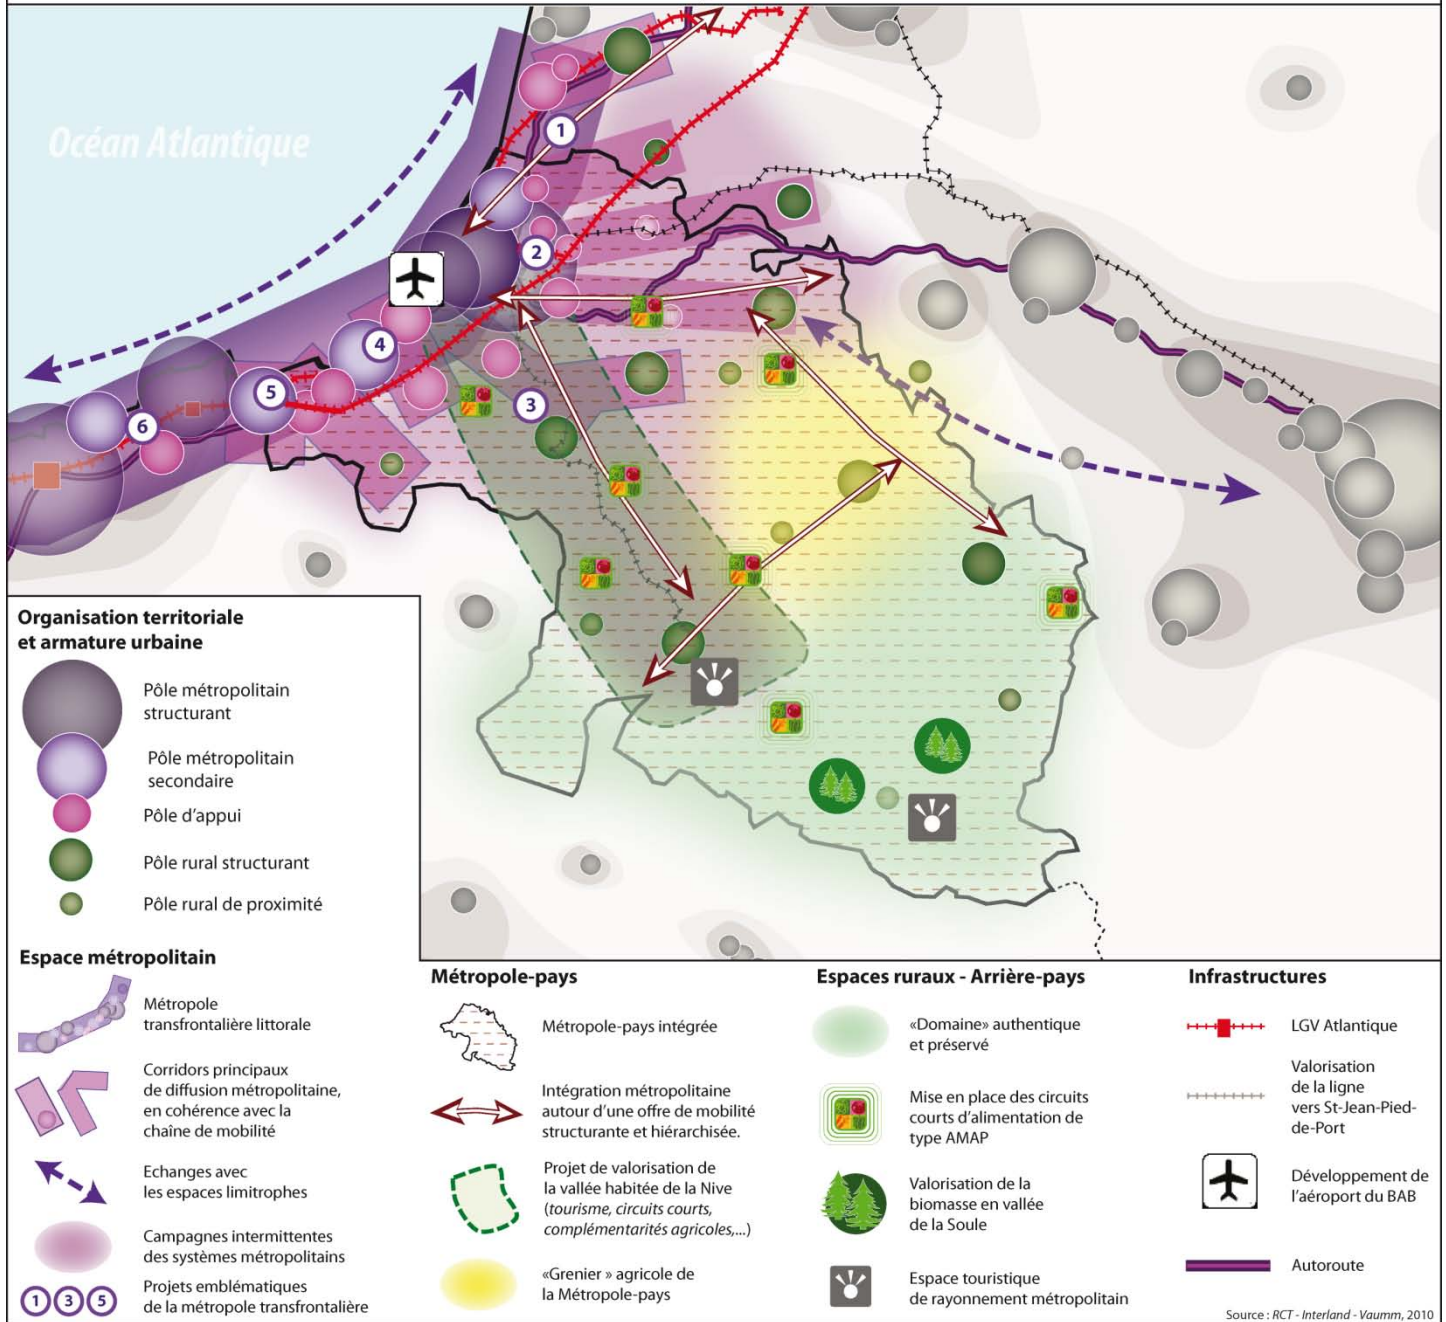 Océan Atlantique
1
2
3
4
5
6
Organisation territoriale
et armature urbaine
Pôle métropolitain
structurant
Pôle métropolitain
secondaire
Pôle d'appui
Pôle rural structurant
Pôle rural de proximité
Espace métropolitain
Métropole
transfrontalière littorale
Corridors principaux
de diffusion métropolitaine,
en cohérence avec la
chaîne de mobilité
Echanges avec
les espaces limitrophes
Campagnes intermittentes
des systèmes métropolitains
1 3 5
Projets emblématiques
de la métropole transfrontalière
Métropole-pays
Métropole-pays intégrée
Intégration métropolitaine
autour d'une offre de mobilité
structurante et hiérarchisée.
Projet de valorisation de
la vallée habitée de la Nive
(tourisme, circuits courts,
complémentarités agricoles,...)
«Grenier » agricole de
la Métropole-pays
Espaces ruraux - Arrière-pays
«Domaine» authentique
et préservé
Mise en place des circuits
courts d'alimentation de
type AMAP
Valorisation de la
biomasse en vallée
de la Soule
Espace touristique
de rayonnement métropolitain
Infrastructures
LGV Atlantique
Valorisation
de la ligne
vers St-Jean-Pied-
de-Port
Développement de
l'aéroport du BAB
Autoroute
Source : RCT - Interland - Vaumm, 2010